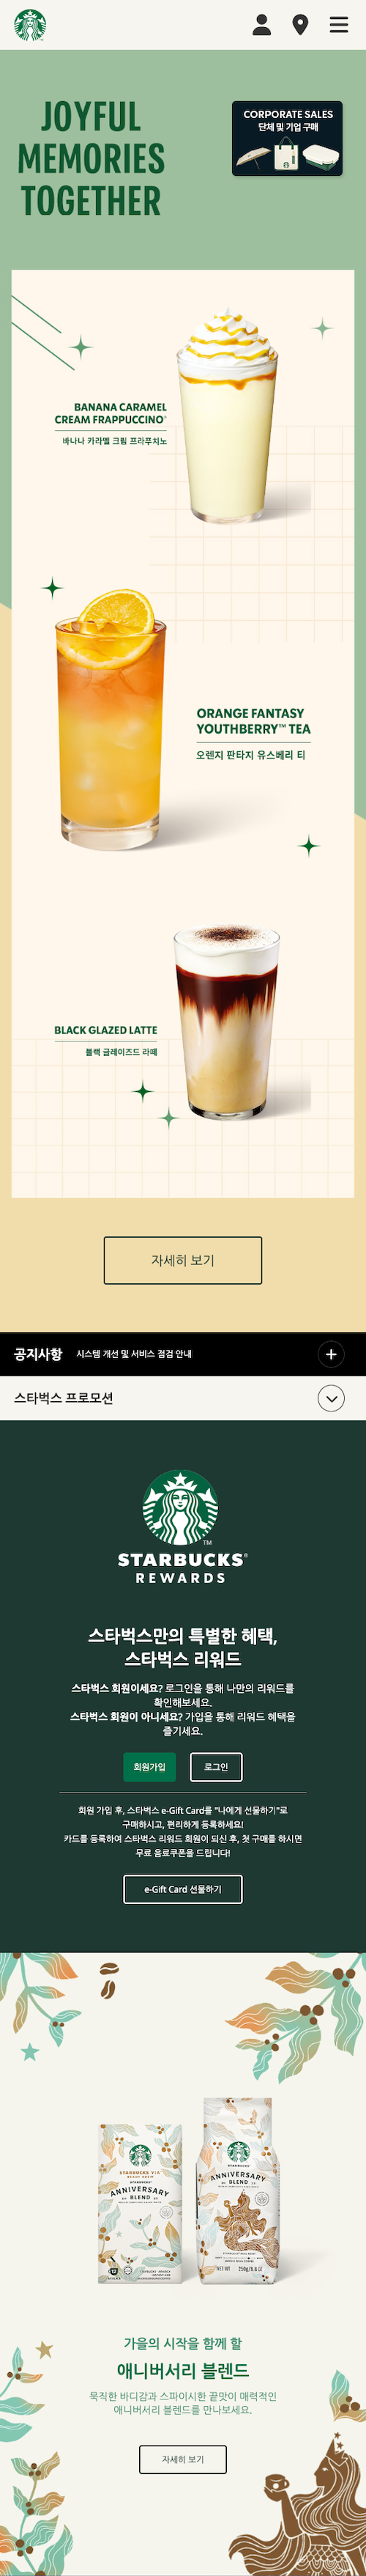 JOYFUL
MEMORIES
TOGETHER
CORPORATE SALES
단체 및 기업 구매
BANANA CARAMEL
CREAM FRAPPUCCINO®
바나나 카라멜 크림 프라푸치노
ORANGE FANTASY
YOUTHBERRY™ TEA
오렌지 판타지 유스베리 티
BLACK GLAZED LATTE
블랙 글레이즈드 라떼
자세히 보기
공지사항 시스템 개선 및 서비스 점검 안내
스타벅스 프로모션
TM
STARBUCKS®
REWARDS
스타벅스만의 특별한 혜택,
스타벅스 리워드
스타벅스 회원이세요? 로그인을 통해 나만의 리워드를
확인해보세요.
스타벅스 회원이 아니세요? 가입을 통해 리워드 혜택을
즐기세요.
회원가입 로그인
회원 가입 후, 스타벅스 e-Gift Card를 "나에게 선물하기"로
구매하시고, 편리하게 등록하세요!
카드를 등록하여 스타벅스 리워드 회원이 되신 후, 첫 구매를 하시면
무료 음료쿠폰을 드립니다!
e-Gift Card 선물하기
STARBUCKS VIA
ANNIVERSARY
BLEND
ANNIVERSARY
BLEND
NET WT 250g/8.8 OZ
가을의 시작을 함께 할
애니버서리 블렌드
묵직한 바디감과 스파이시한 끝맛이 매력적인
애니버서리 블렌드를 만나보세요.
자세히 보기